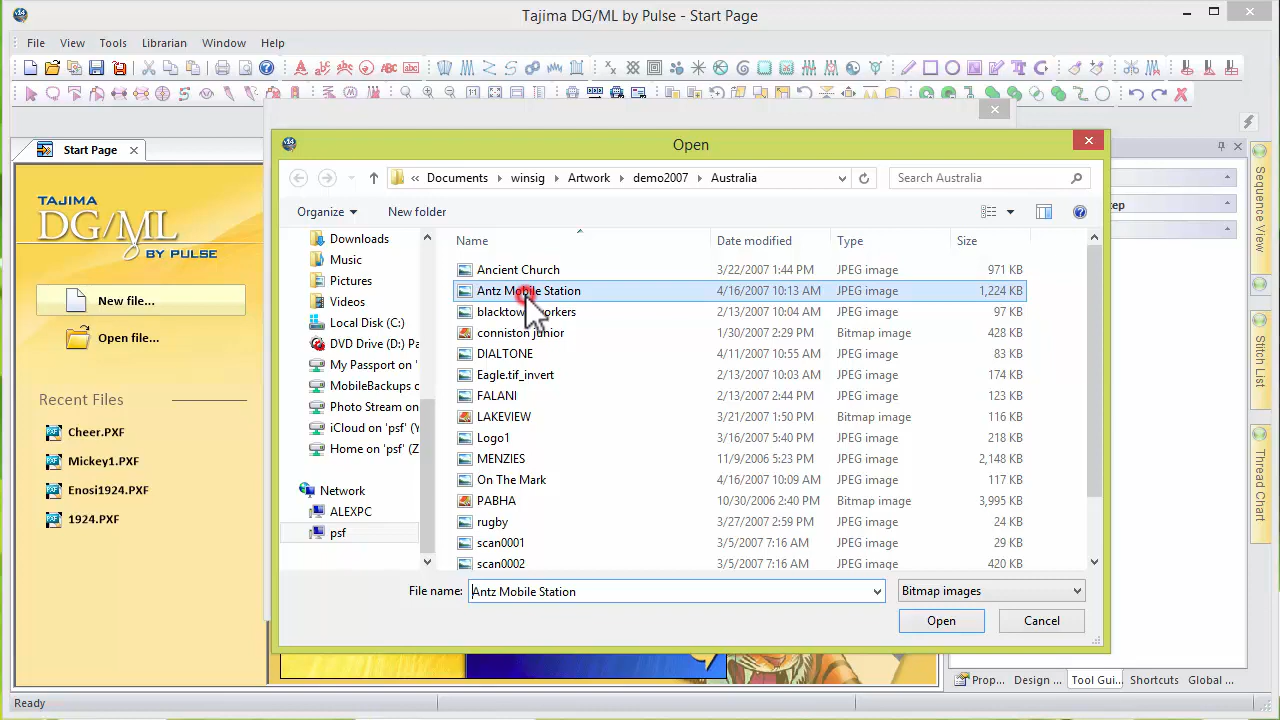 Tajima DG/ML by Pulse - Start Page
File View Tools Librarian Window Help
Start Page
Open
« Documents winsig Artwork demo2007 Australia
Search Australia
Organize New folder
TAJIMA
DG/ML
BY PULSE
New file...
Open file...
Recent Files
Cheer.PXF
Mickey1.PXF
Enosi1924.PXF
1924.PXF
Downloads
Music
Pictures
Videos
Local Disk (C:)
DVD Drive (D:) Pa
My Passport on '
MobileBackups c
Photo Stream on
iCloud on 'psf' (Y
Home on 'psf' (Z
Network
ALEXPC
psf
Name Date modified Type Size
Ancient Church 3/22/2007 1:44 PM JPEG image 971 KB
Antz Mobile Station 4/16/2007 10:13 AM JPEG image 1,224 KB
2/13/2007 10:04 AM JPEG image 97 KB
conniston junior 1/30/2007 2:29 PM Bitmap image 428 KB
DIALTONE 4/11/2007 10:55 AM JPEG image 83 KB
Eagle.tif_invert 2/13/2007 10:03 AM JPEG image 174 KB
FALANI 2/13/2007 2:44 PM JPEG image 123 KB
LAKEVIEW 3/21/2007 1:50 PM Bitmap image 116 KB
Logo1 3/16/2007 5:40 PM JPEG image 218 KB
MENZIES 11/9/2006 5:23 PM JPEG image 2,148 KB
On The Mark 4/16/2007 10:09 AM JPEG image 117 KB
PABHA 10/30/2006 2:40 PM Bitmap image 3,995 KB
rugby 3/27/2007 2:59 PM JPEG image 24 KB
scan0001 3/5/2007 7:16 AM JPEG image 29 KB
scan0002 3/5/2007 7:16 AM JPEG image 420 KB
File name: Antz Mobile Station Bitmap images
Open Cancel
tep
Sequence View
Stitch List
Thread Chart
Prop... Design ... Tool Gui... Shortcuts Global ...
Ready